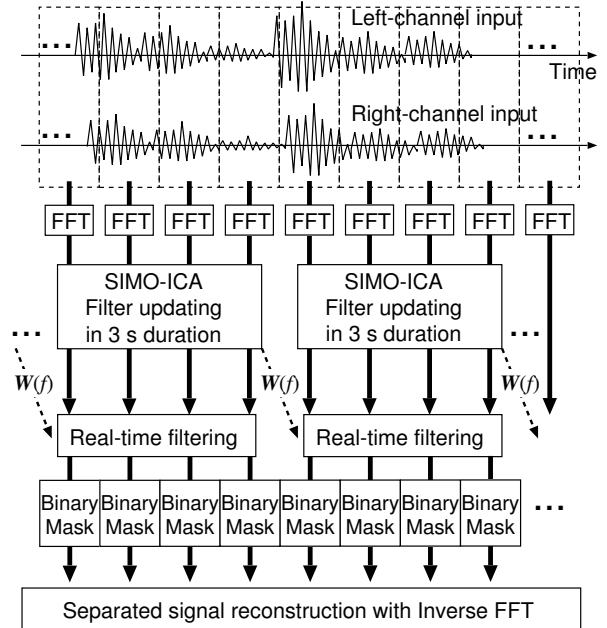 Left-channel input
...
...
Time
Right-channel input
...
...
FFT FFT FFT FFT FFT FFT FFT FFT FFT
SIMO-ICA
Filter updating
in 3 s duration
SIMO-ICA
Filter updating
in 3 s duration
...
...
W(f)
W(f)
W(f)
Real-time filtering
Real-time filtering
Binary Mask
Binary Mask
Binary Mask
Binary Mask
Binary Mask
Binary Mask
Binary Mask
Binary Mask
...
Separated signal reconstruction with Inverse FFT